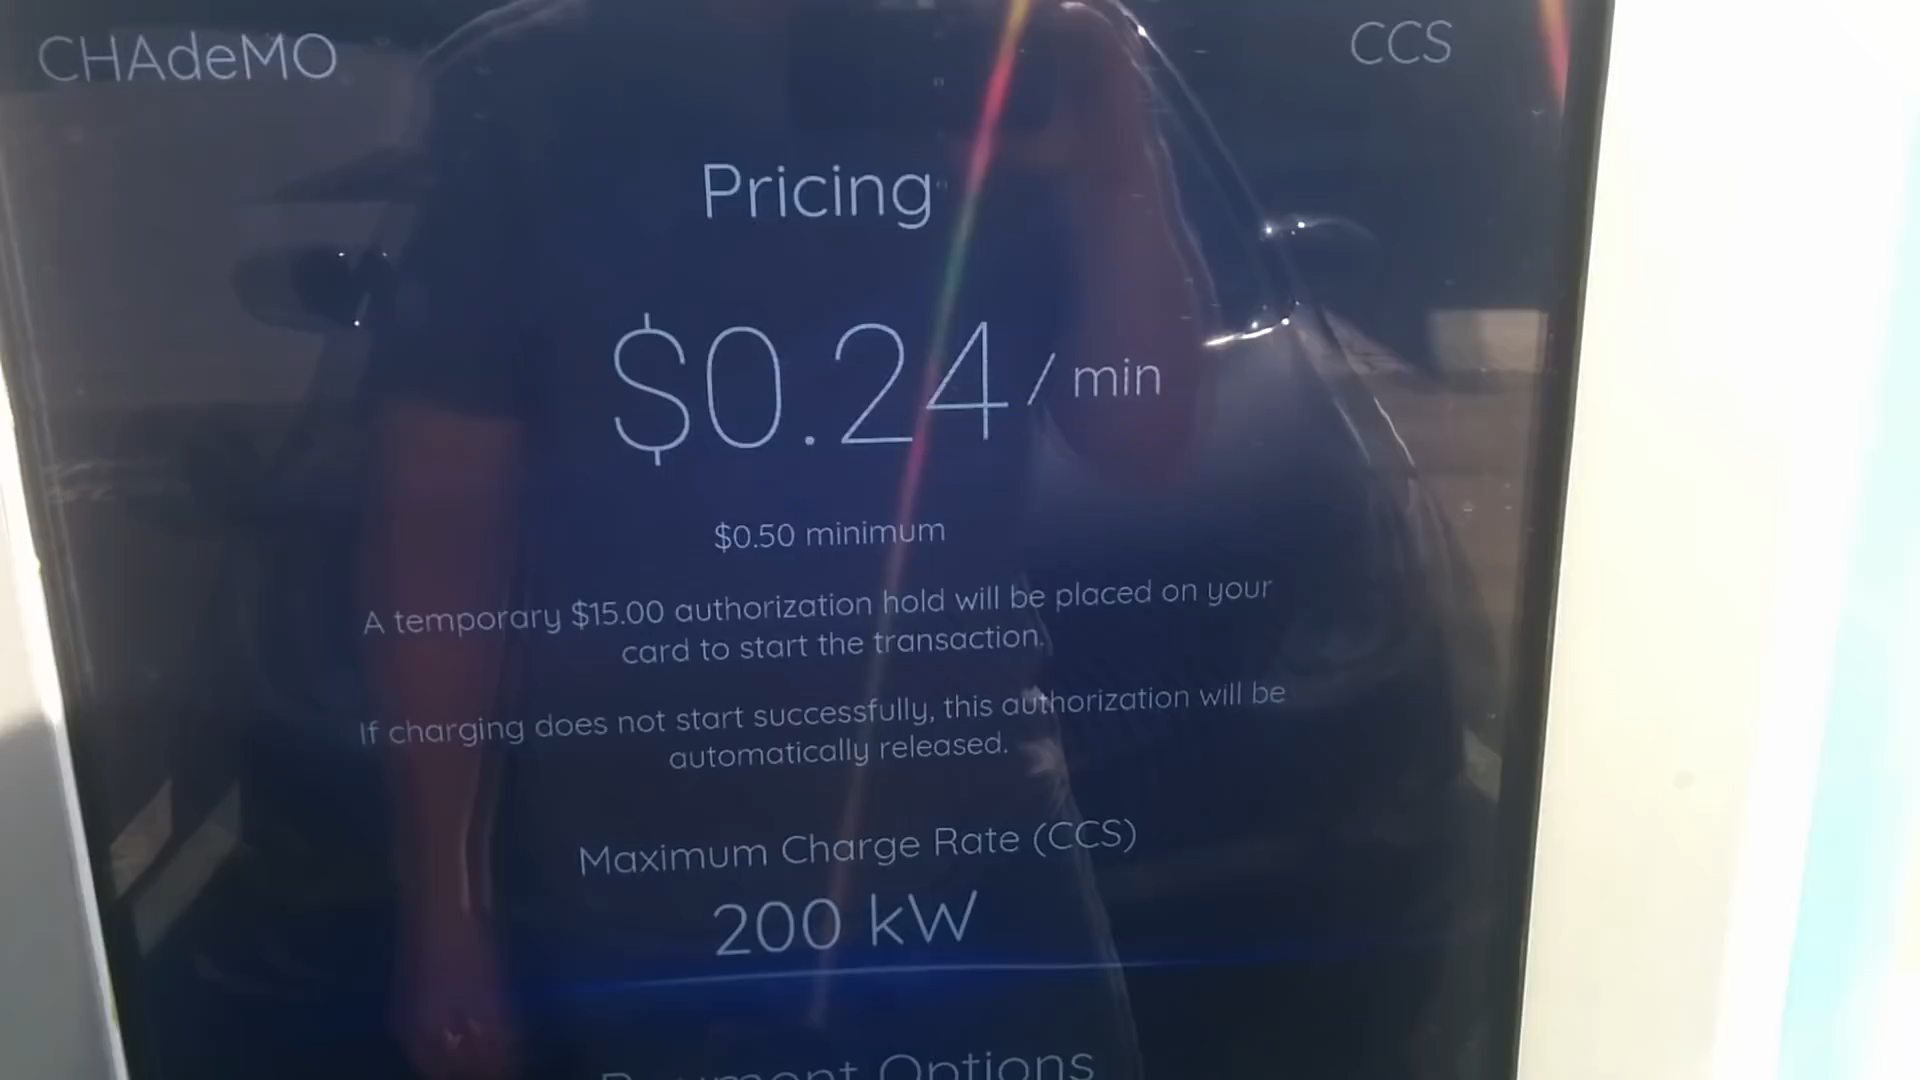 CHAdeMO
CCS
Pricing
$0.24 / min
$0.50 minimum
A temporary $15.00 authorization hold will be placed on your
card to start the transaction.
If charging does not start successfully, this authorization will be
automatically released.
Maximum Charge Rate (CCS)
200 kW
Payment Options